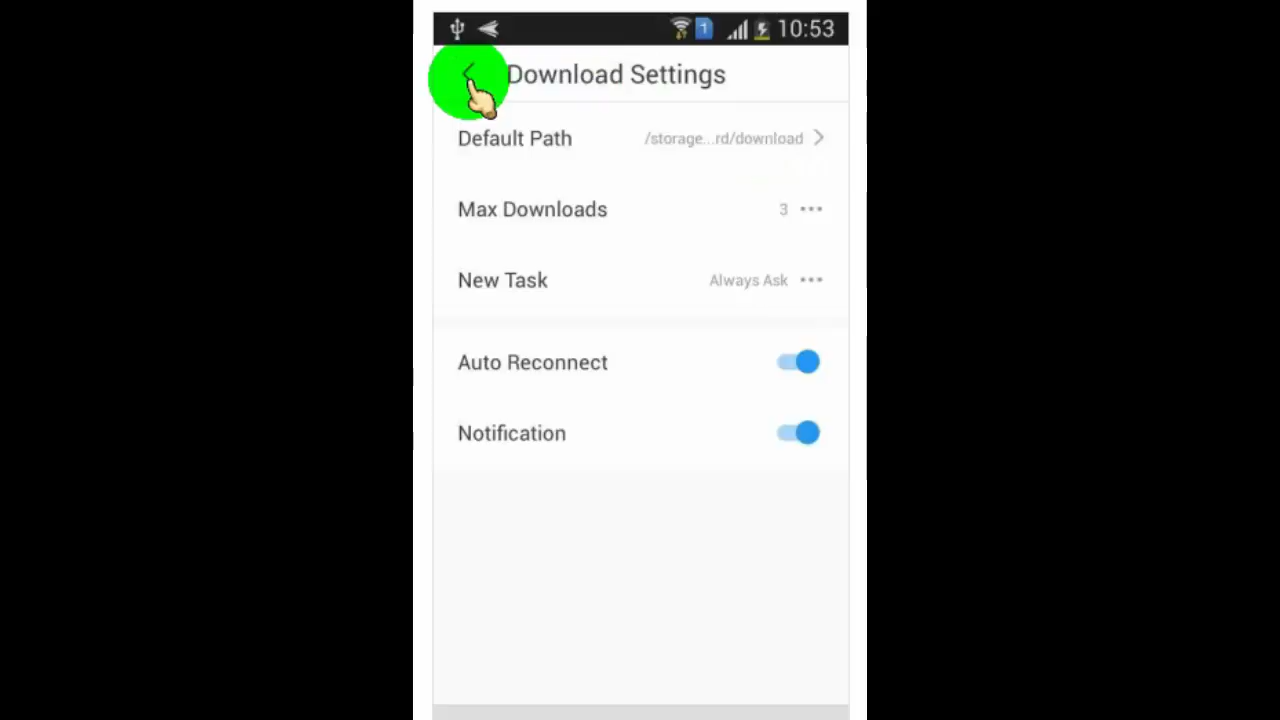 1 10:53
Download Settings
Default Path /storage...rd/download
Max Downloads 3
New Task Always Ask
Auto Reconnect
Notification